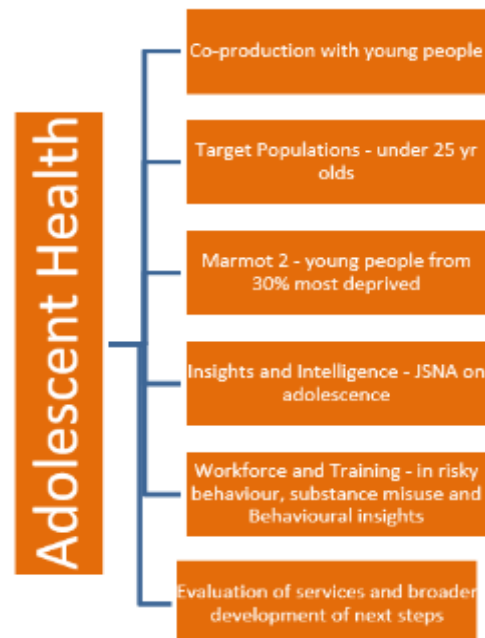 Adolescent Health
Co-production with young people
Target Populations - under 25 yr
olds
Marmot 2 - young people from
30% most deprived
Insights and Intelligence - JSNA on
adolescence
Workforce and Training - in risky
behaviour, substance misuse and
Behavioural insights
Evaluation of services and broader
development of next steps